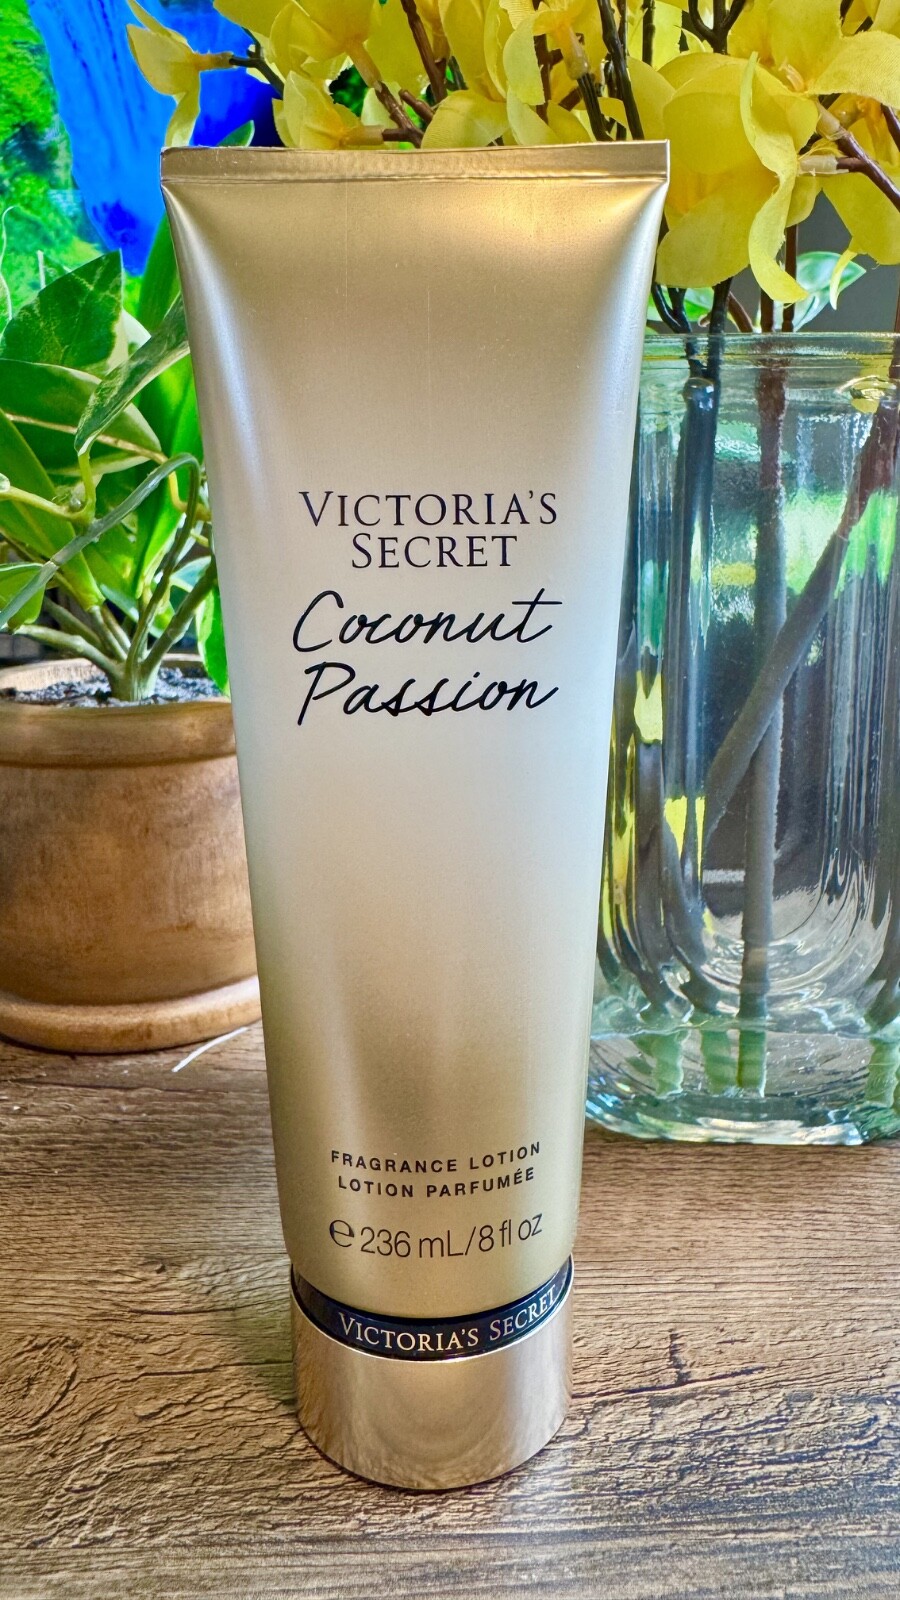 VICTORIA'S
SECRET
Coconut
Passion
FRAGRANCE LOTION
LOTION PARFUMÉE
℮ 236 mL/8 fl oz
VICTORIA'S SECRET